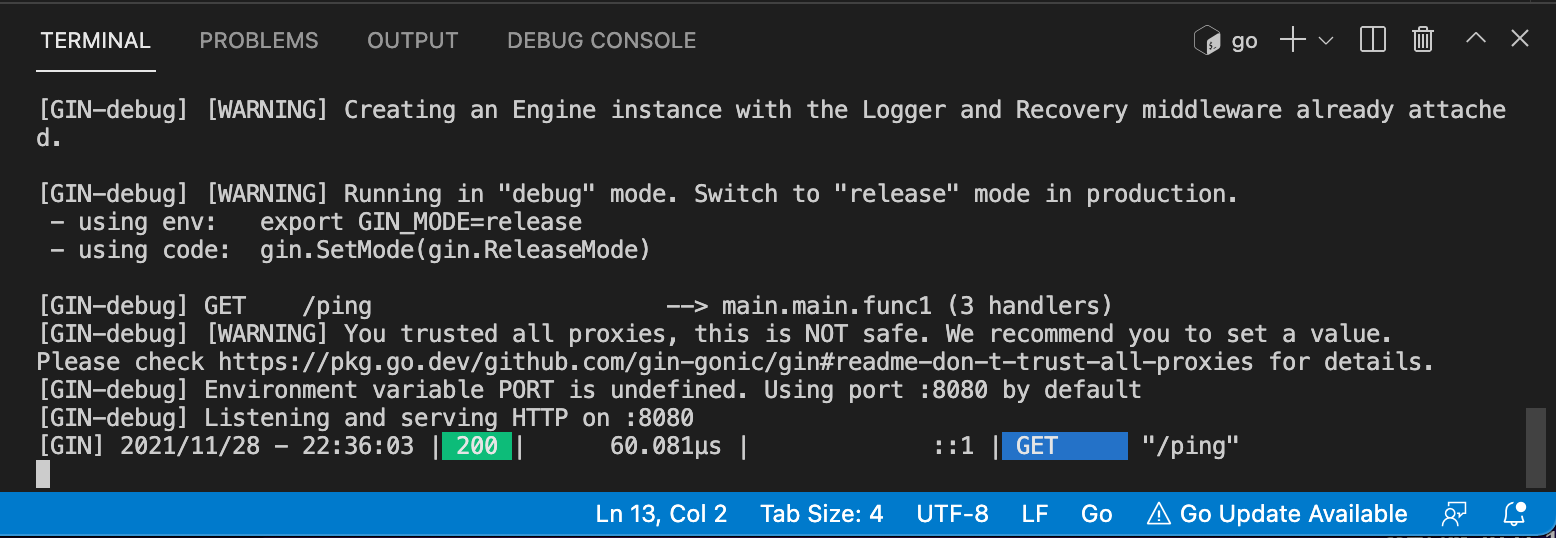 TERMINAL PROBLEMS OUTPUT DEBUG CONSOLE go
[GIN-debug] [WARNING] Creating an Engine instance with the Logger and Recovery middleware already attache
d.
[GIN-debug] [WARNING] Running in "debug" mode. Switch to "release" mode in production.
- using env: export GIN_MODE=release
- using code: gin.SetMode(gin.ReleaseMode)
[GIN-debug] GET /ping --> main.main.func1 (3 handlers)
[GIN-debug] [WARNING] You trusted all proxies, this is NOT safe. We recommend you to set a value.
Please check https://pkg.go.dev/github.com/gin-gonic/gin#readme-don-t-trust-all-proxies for details.
[GIN-debug] Environment variable PORT is undefined. Using port :8080 by default
[GIN-debug] Listening and serving HTTP on :8080
[GIN] 2021/11/28 - 22:36:03 | 200 | 60.081µs | ::1 | GET "/ping"
Ln 13, Col 2 Tab Size: 4 UTF-8 LF Go Go Update Available